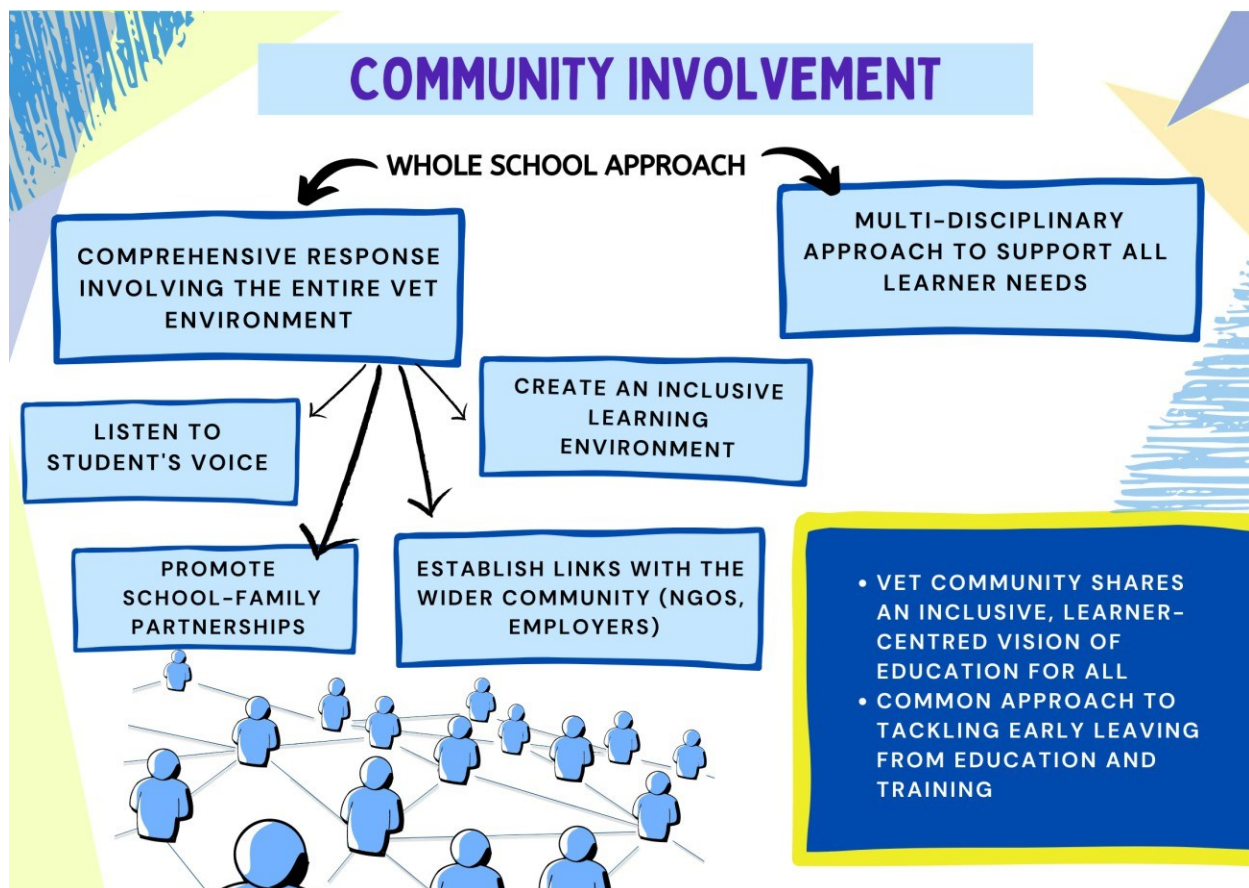 COMMUNITY INVOLVEMENT
WHOLE SCHOOL APPROACH
COMPREHENSIVE RESPONSE
INVOLVING THE ENTIRE VET
ENVIRONMENT
MULTI-DISCIPLINARY
APPROACH TO SUPPORT ALL
LEARNER NEEDS
LISTEN TO
STUDENT'S VOICE
CREATE AN INCLUSIVE
LEARNING
ENVIRONMENT
PROMOTE
SCHOOL-FAMILY
PARTNERSHIPS
ESTABLISH LINKS WITH THE
WIDER COMMUNITY (NGOS,
EMPLOYERS)
• VET COMMUNITY SHARES
AN INCLUSIVE, LEARNER-
CENTRED VISION OF
EDUCATION FOR ALL
• COMMON APPROACH TO
TACKLING EARLY LEAVING
FROM EDUCATION AND
TRAINING